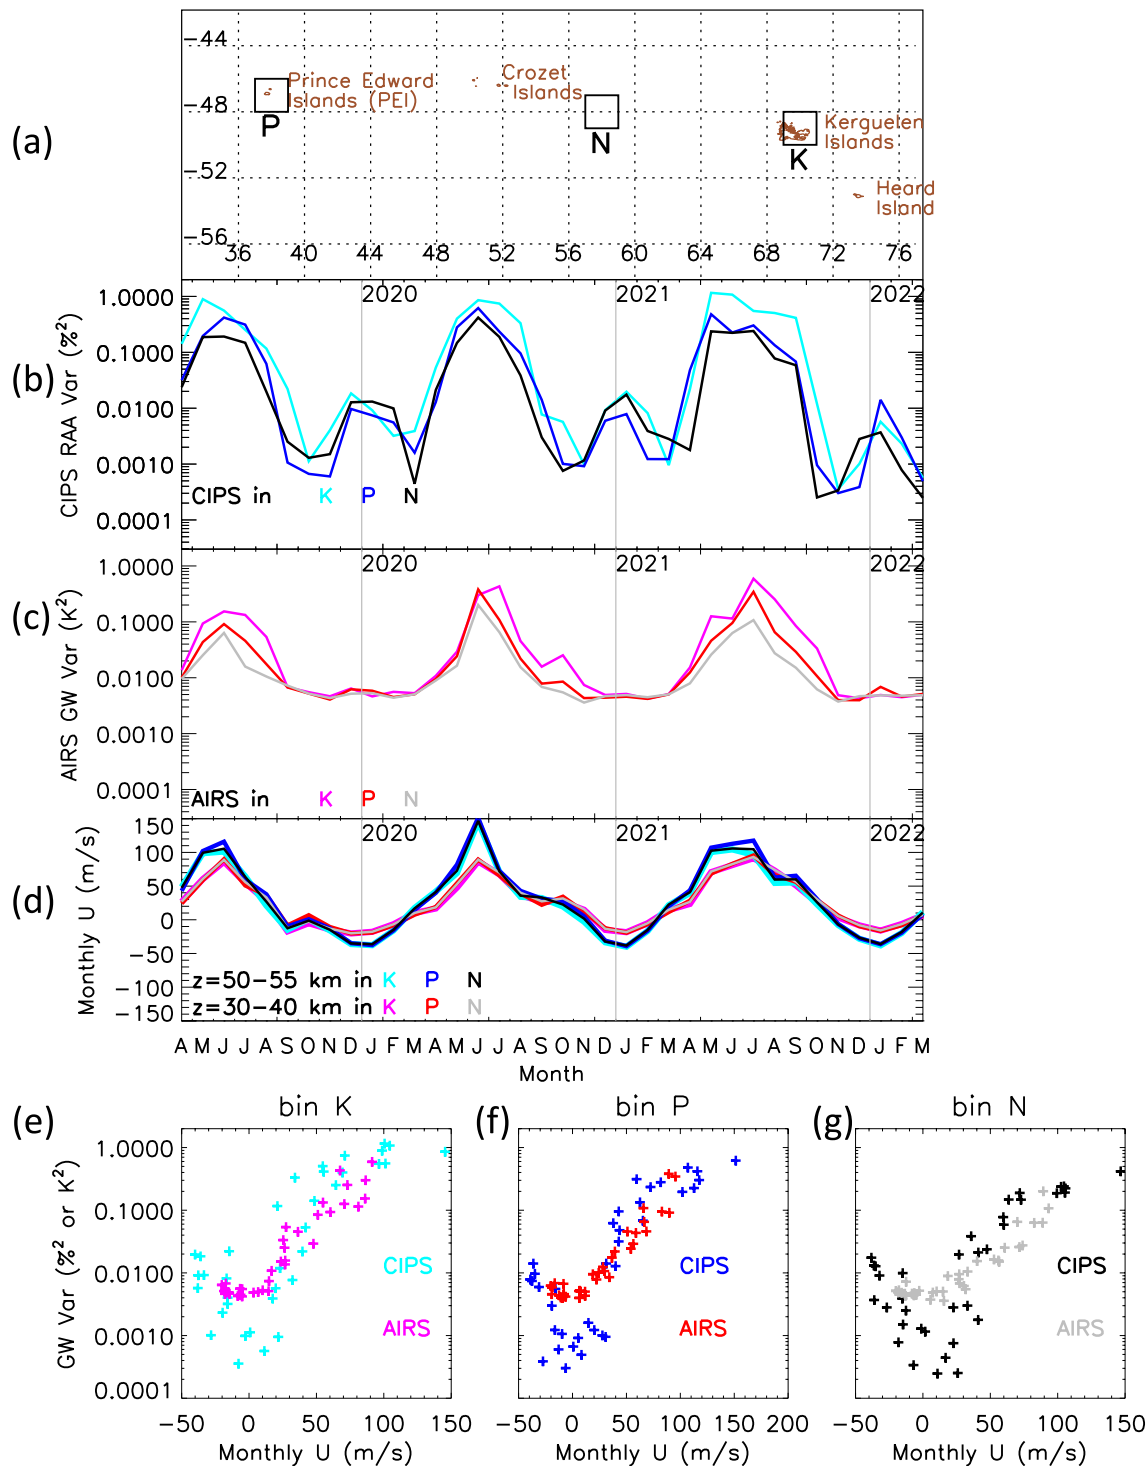 (a)
-44
-48
-52
-56
Prince Edward
Islands (PEI)
Crozet
Islands
Kerguelen
Islands
Heard
Island
P
N
K
36 40 44 48 52 56 60 64 68 72 76
(b)
CIPS RAA Var (%²)
1.0000
0.1000
0.0100
0.0010
0.0001
2020
2021
2022
CIPS in K P N
(c)
AIRS GW Var (K²)
1.0000
0.1000
0.0100
0.0010
0.0001
2020
2021
2022
AIRS in K P N
(d)
Monthly U (m/s)
150
100
50
0
-50
-100
-150
2020
2021
2022
z=50-55 km in K P N
z=30-40 km in K P N
A M J J A S O N D J F M A M J J A S O N D J F M A M J J A S O N D J F M
Month
(e)
bin K
GW Var (%² or K²)
1.0000
0.1000
0.0100
0.0010
0.0001
CIPS
AIRS
-50 0 50 100 150
Monthly U (m/s)
(f)
bin P
CIPS
AIRS
0 50 100 150 200
Monthly U (m/s)
(g)
bin N
CIPS
AIRS
-50 0 50 100 150 200
Monthly U (m/s)